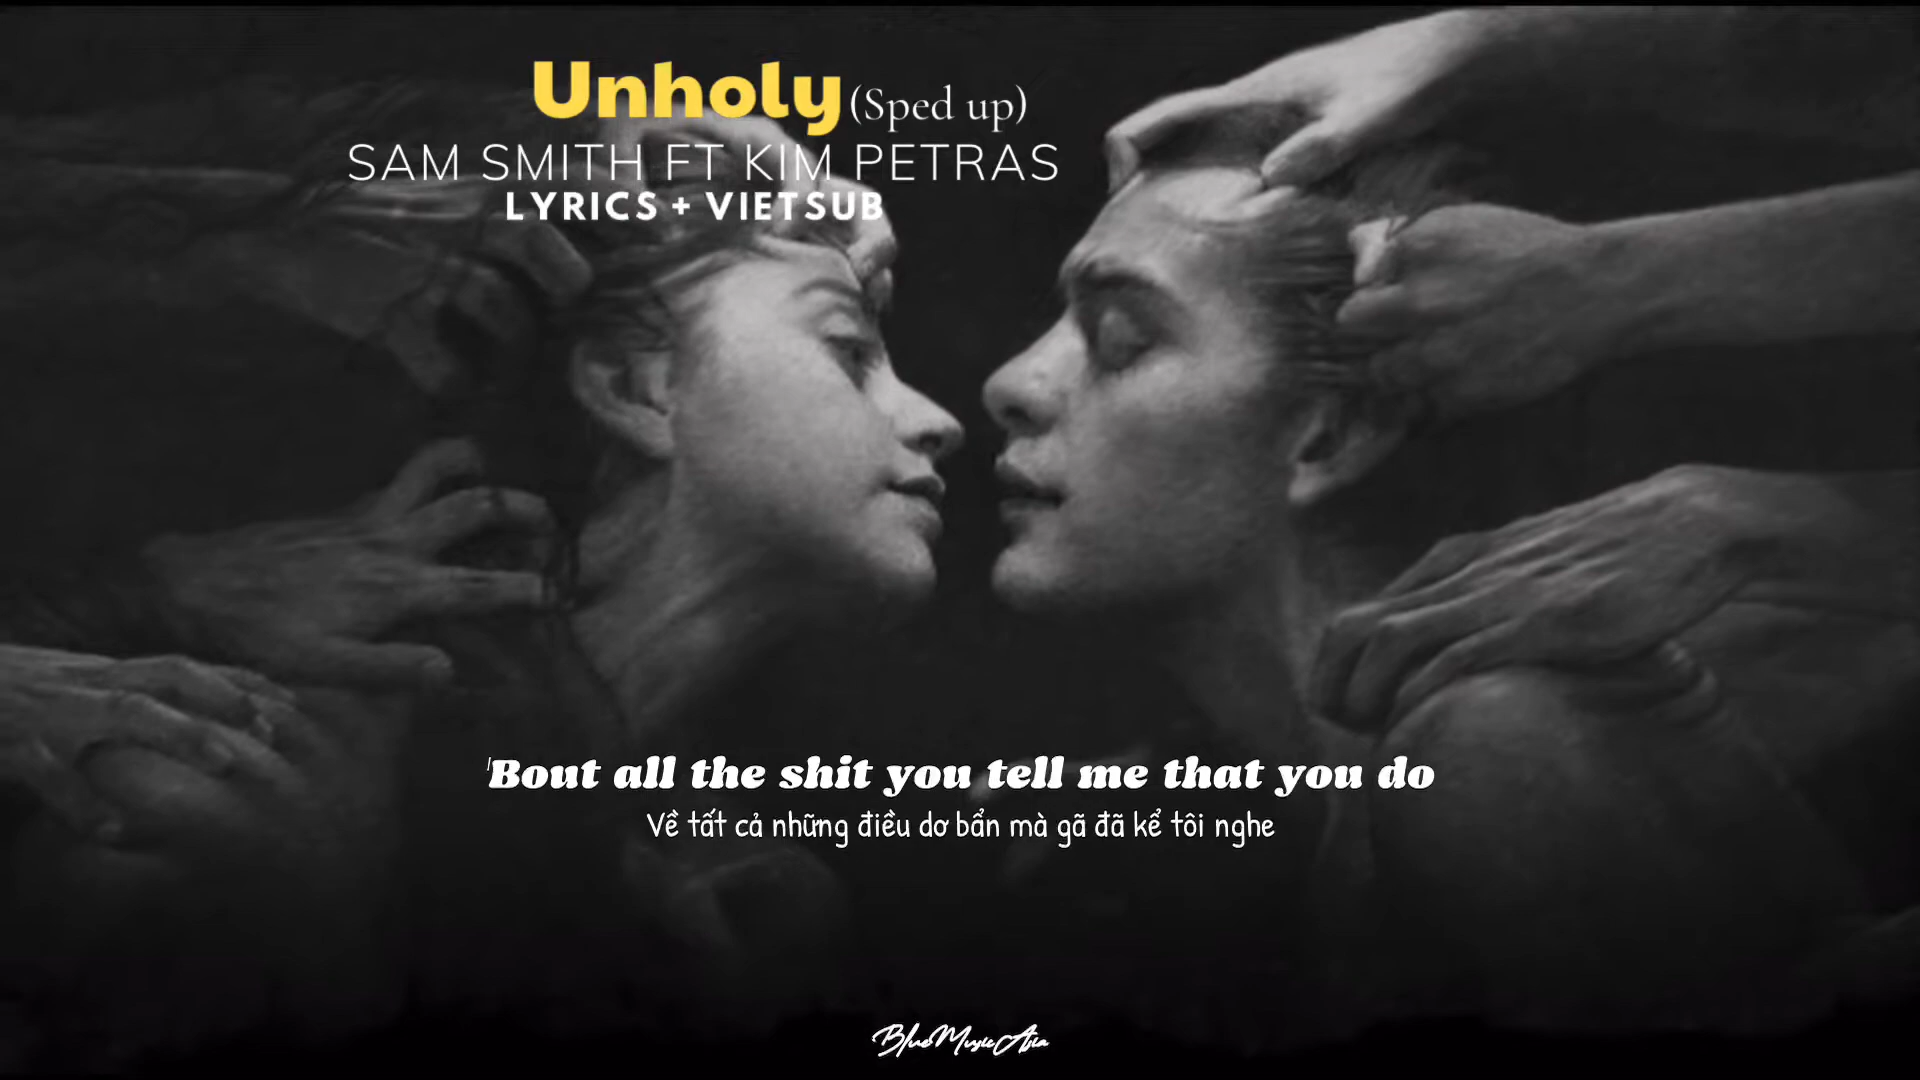 Unholy (Sped up)
SAM SMITH FT KIM PETRAS
LYRICS + VIETSUB
'Bout all the shit you tell me that you do
Về tất cả những điều dơ bẩn mà gã đã kể tôi nghe
BlueMusicAsia